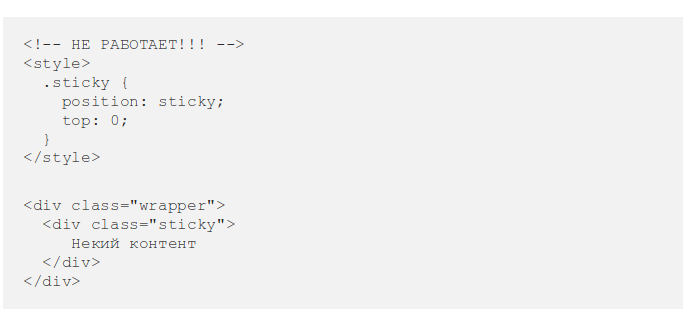 <!-- НЕ РАБОТАЕТ!!! -->
<style>
  .sticky {
    position: sticky;
    top: 0;
  }
</style>

<div class="wrapper">
  <div class="sticky">
     Некий контент
  </div>
</div>